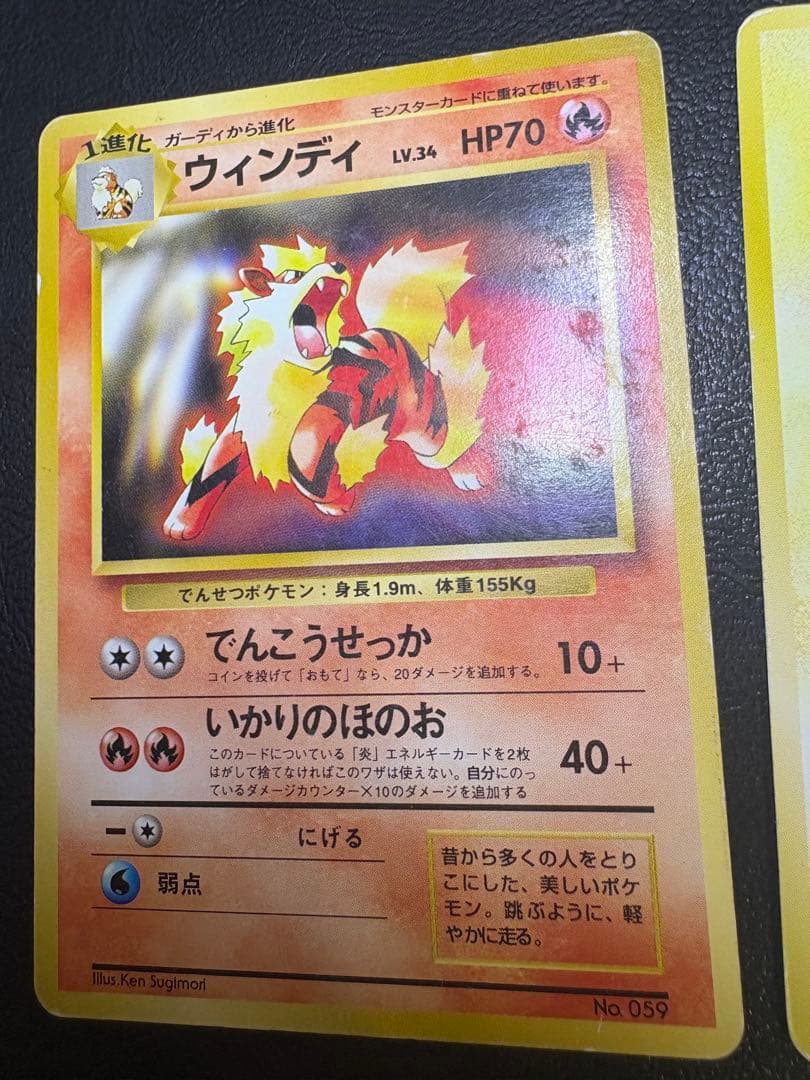 モンスターカードに重ねて使います。
1進化 ガーディから進化
ウィンディ LV.34 HP70
でんせつポケモン：身長1.9m、体重155Kg
でんこうせっか 10+
コインを投げて「おもて」なら、20ダメージを追加する。
いかりのほのお 40+
このカードについている「炎」エネルギーカードを2枚
はがして捨てなければこのワザは使えない。自分にのっ
ているダメージカウンター×10のダメージを追加する
ー にげる
弱点
昔から多くの人をとり
こにした、美しいポケ
モン。跳ぶように、軽
やかに走る。
Illus.Ken Sugimori
No. 059